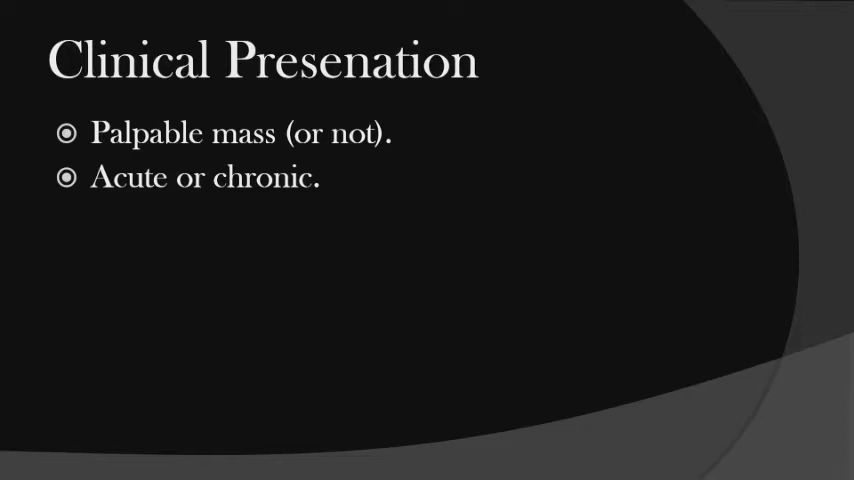 Clinical Presenation
Palpable mass (or not).
Acute or chronic.